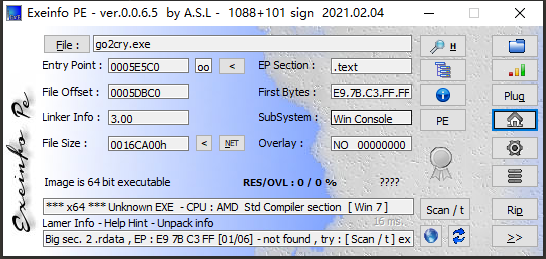 Exeinfo PE - ver.0.0.6.5 by A.S.L - 1088+101 sign 2021.02.04
File : go2cry.exe H
Entry Point : 0005E5C0 oo < EP Section : .text
File Offset : 0005DBC0 First Bytes : E9.7B.C3.FF.FF Plug
Linker Info : 3.00 SubSystem : Win Console PE
File Size : 0016CA00h < NET Overlay : NO 00000000
Image is 64 bit executable RES/OVL : 0 / 0 % ????
*** x64 *** Unknown EXE - CPU : AMD Std Compiler section [ Win 7 ] Scan / t Rip
Lamer Info - Help Hint - Unpack info 16 ms.
Big sec. 2 .rdata , EP : E9 7B C3 FF [01/06] - not found , try : [ Scan / t ] ex >>
Exeinfo Pe